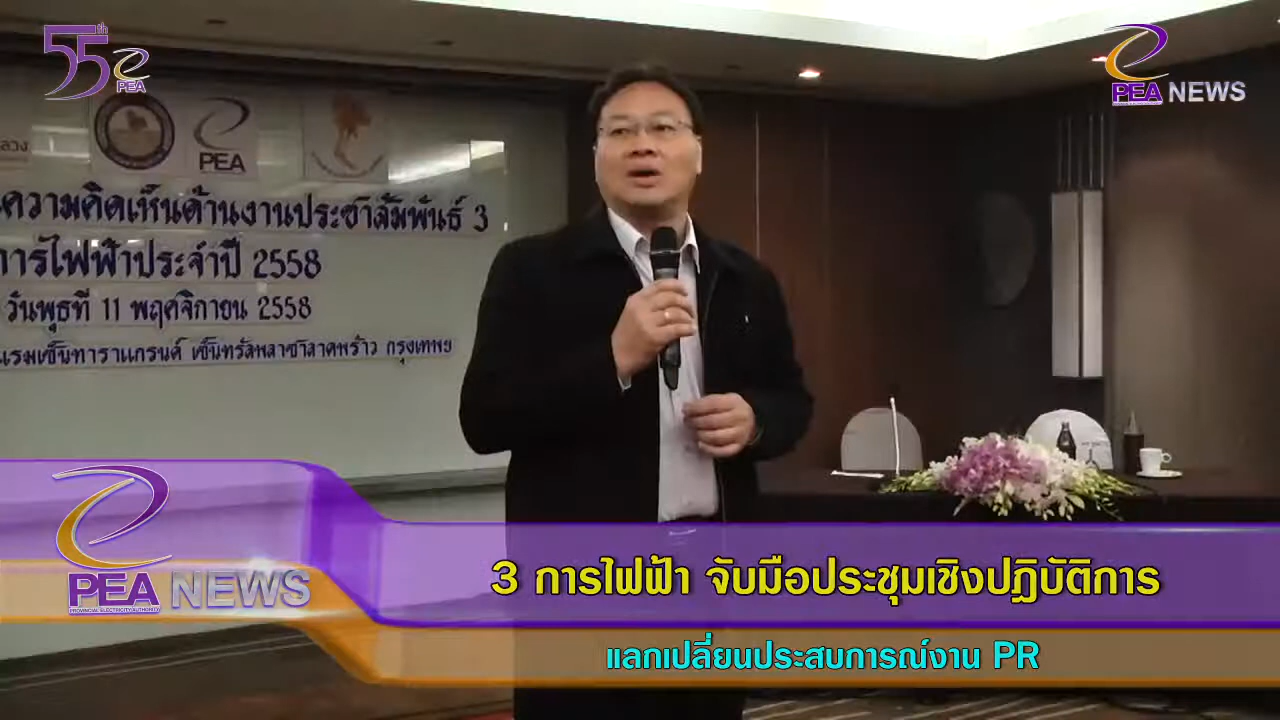 55th
PEA
PEA NEWS
ลวง
PEA
ความคิดเห็นด้านงานประชาสัมพันธ์ 3
การไฟฟ้าประจำปี 2558
วันพุธที่ 11 พฤศจิกายน 2558
แรมเซ็นทาราแกรนด์ เซ็นทรัลพลาซาลาดพร้าว กรุงเทพฯ
3 การไฟฟ้า จับมือประชุมเชิงปฏิบัติการ
PEA NEWS
PROVINCIAL ELECTRICITY AUTHORITY
แลกเปลี่ยนประสบการณ์งาน PR